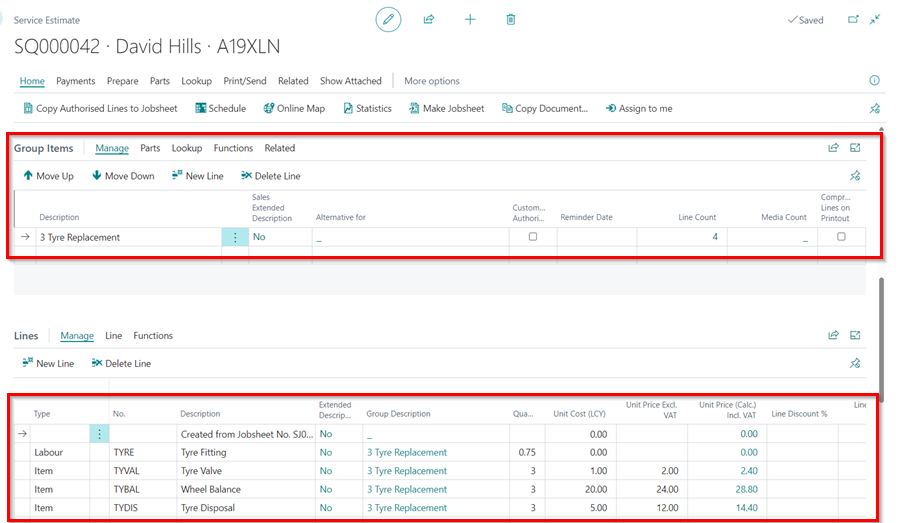 Service Estimate
Saved
SQ000042 · David Hills · A19XLN
Home Payments Prepare Parts Lookup Print/Send Related Show Attached More options
Copy Authorised Lines to Jobsheet Schedule Online Map Statistics Make Jobsheet Copy Document... Assign to me
Group Items Manage Parts Lookup Functions Related
Move Up Move Down New Line Delete Line
Description Sales Extended Description Alternative for Custom... Authori... Reminder Date Line Count Media Count Compr... Lines on Printout
3 Tyre Replacement No _ 4 _
Lines Manage Line Functions
New Line Delete Line
Type No. Description Extended Descrip... Group Description Qua... Unit Cost (LCY) Unit Price Excl. VAT Unit Price (Calc.) Incl. VAT Line Discount % Line
Created from Jobsheet No. SJ0... No _ 0.00 0.00
Labour TYRE Tyre Fitting No 3 Tyre Replacement 0.75 0.00 0.00
Item TYVAL Tyre Valve No 3 Tyre Replacement 3 1.00 2.00 2.40
Item TYBAL Wheel Balance No 3 Tyre Replacement 3 20.00 24.00 28.80
Item TYDIS Tyre Disposal No 3 Tyre Replacement 3 5.00 12.00 14.40